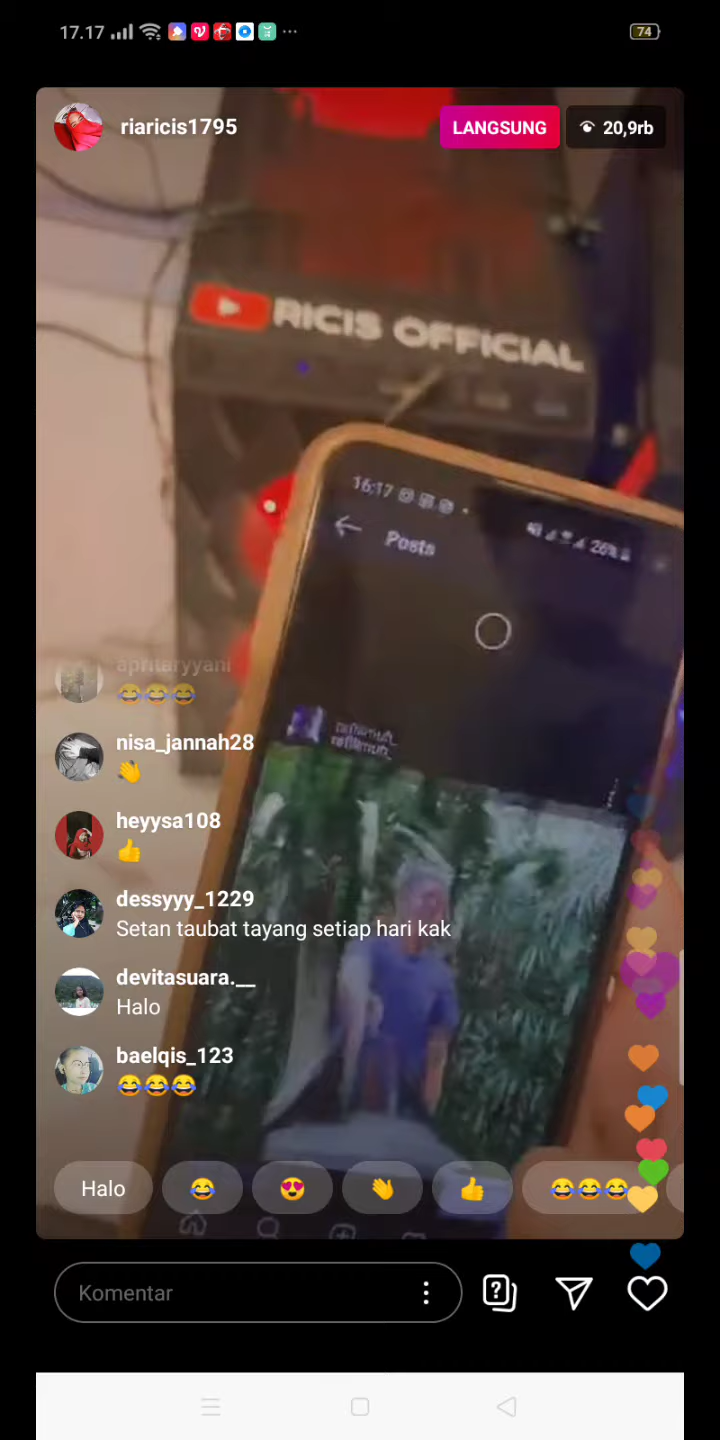 17.17
74
riaricis1795
LANGSUNG
20,9rb
RICIS OFFICIAL
16:17
26%
Posts
apritaryyani
😂😂😂
nisa_jannah28
👋
heyysa108
👍
dessyyy_1229
Setan taubat tayang setiap hari kak
devitasuara.__
Halo
baelqis_123
😂😂😂
Halo 😂 😍 👋 👍 😂😂😂
Komentar